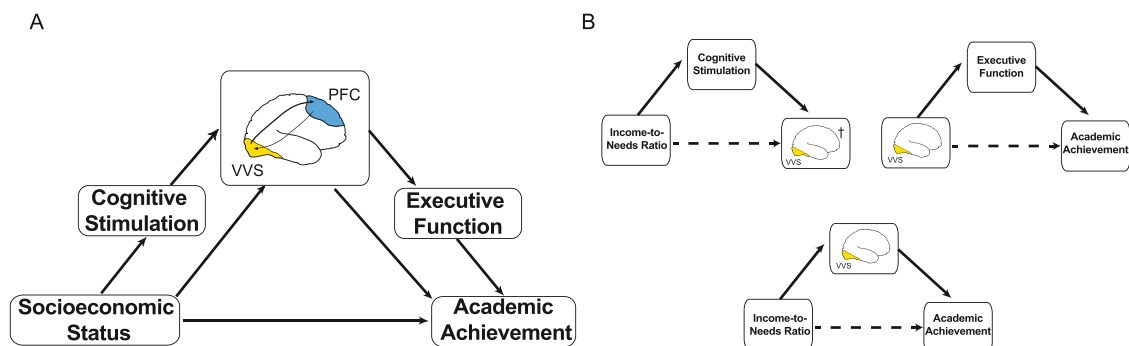 A
PFC
VVS
Cognitive
Stimulation
Executive
Function
Socioeconomic
Status
Academic
Achievement
B
Cognitive
Stimulation
Income-to-
Needs Ratio
†
VVS
Executive
Function
VVS
Academic
Achievement
VVS
Income-to-
Needs Ratio
Academic
Achievement